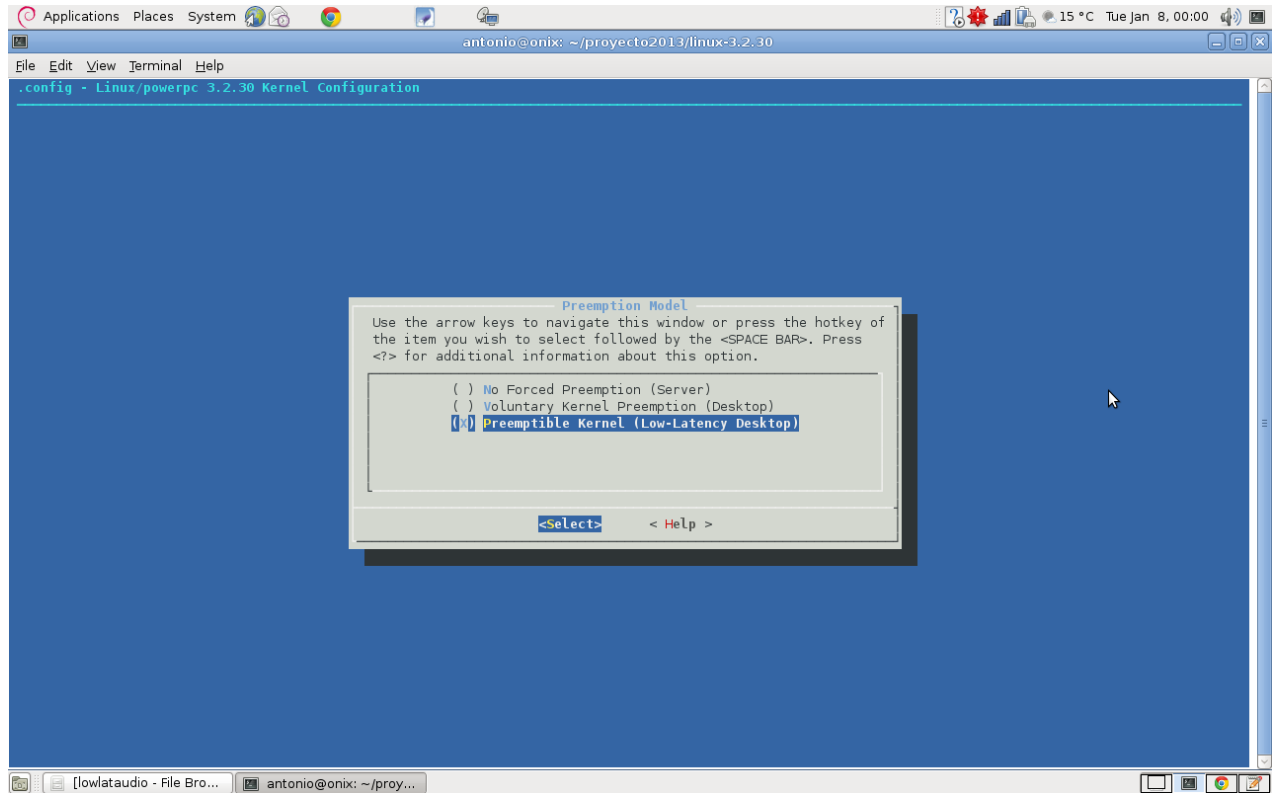 Applications Places System 15 °C Tue Jan 8, 00:00
antonio@onix: ~/proyecto2013/linux-3.2.30
File Edit View Terminal Help
.config - Linux/powerpc 3.2.30 Kernel Configuration
Preemption Model
Use the arrow keys to navigate this window or press the hotkey of
the item you wish to select followed by the <SPACE BAR>. Press
<?> for additional information about this option.
( ) No Forced Preemption (Server)
( ) Voluntary Kernel Preemption (Desktop)
(X) Preemptible Kernel (Low-Latency Desktop)
<Select> < Help >
[lowlataudio - File Bro... antonio@onix: ~/proy...